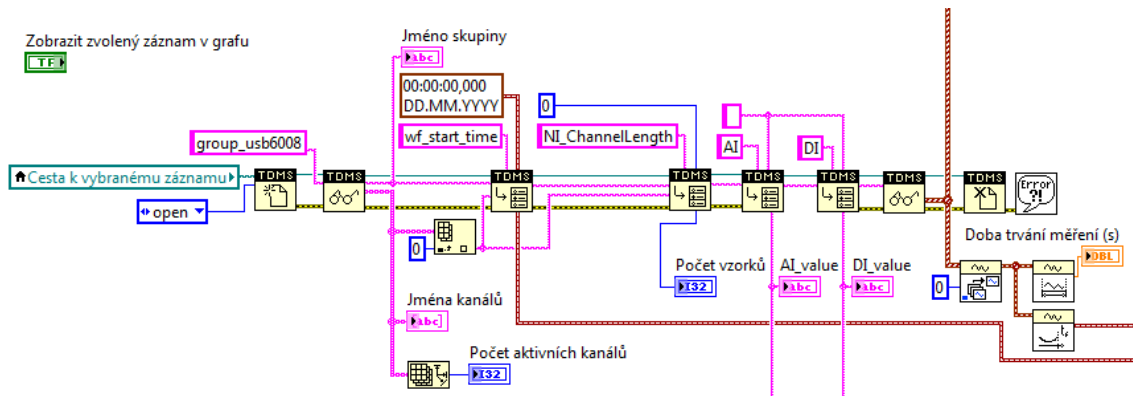 Zobrazit zvolený záznam v grafu
TF
Jméno skupiny
abc
00:00:00,000
DD.MM.YYYY
0
group_usb6008
wf_start_time
NI_ChannelLength
AI
DI
Cesta k vybranému záznamu
TDMS
TDMS
TDMS
TDMS
TDMS
TDMS
TDMS
TDMS
Error
?!
open
0
Doba trvání měření (s)
DBL
Počet vzorků
I32
AI_value
abc
DI_value
abc
0
Jména kanálů
abc
Počet aktivních kanálů
I32